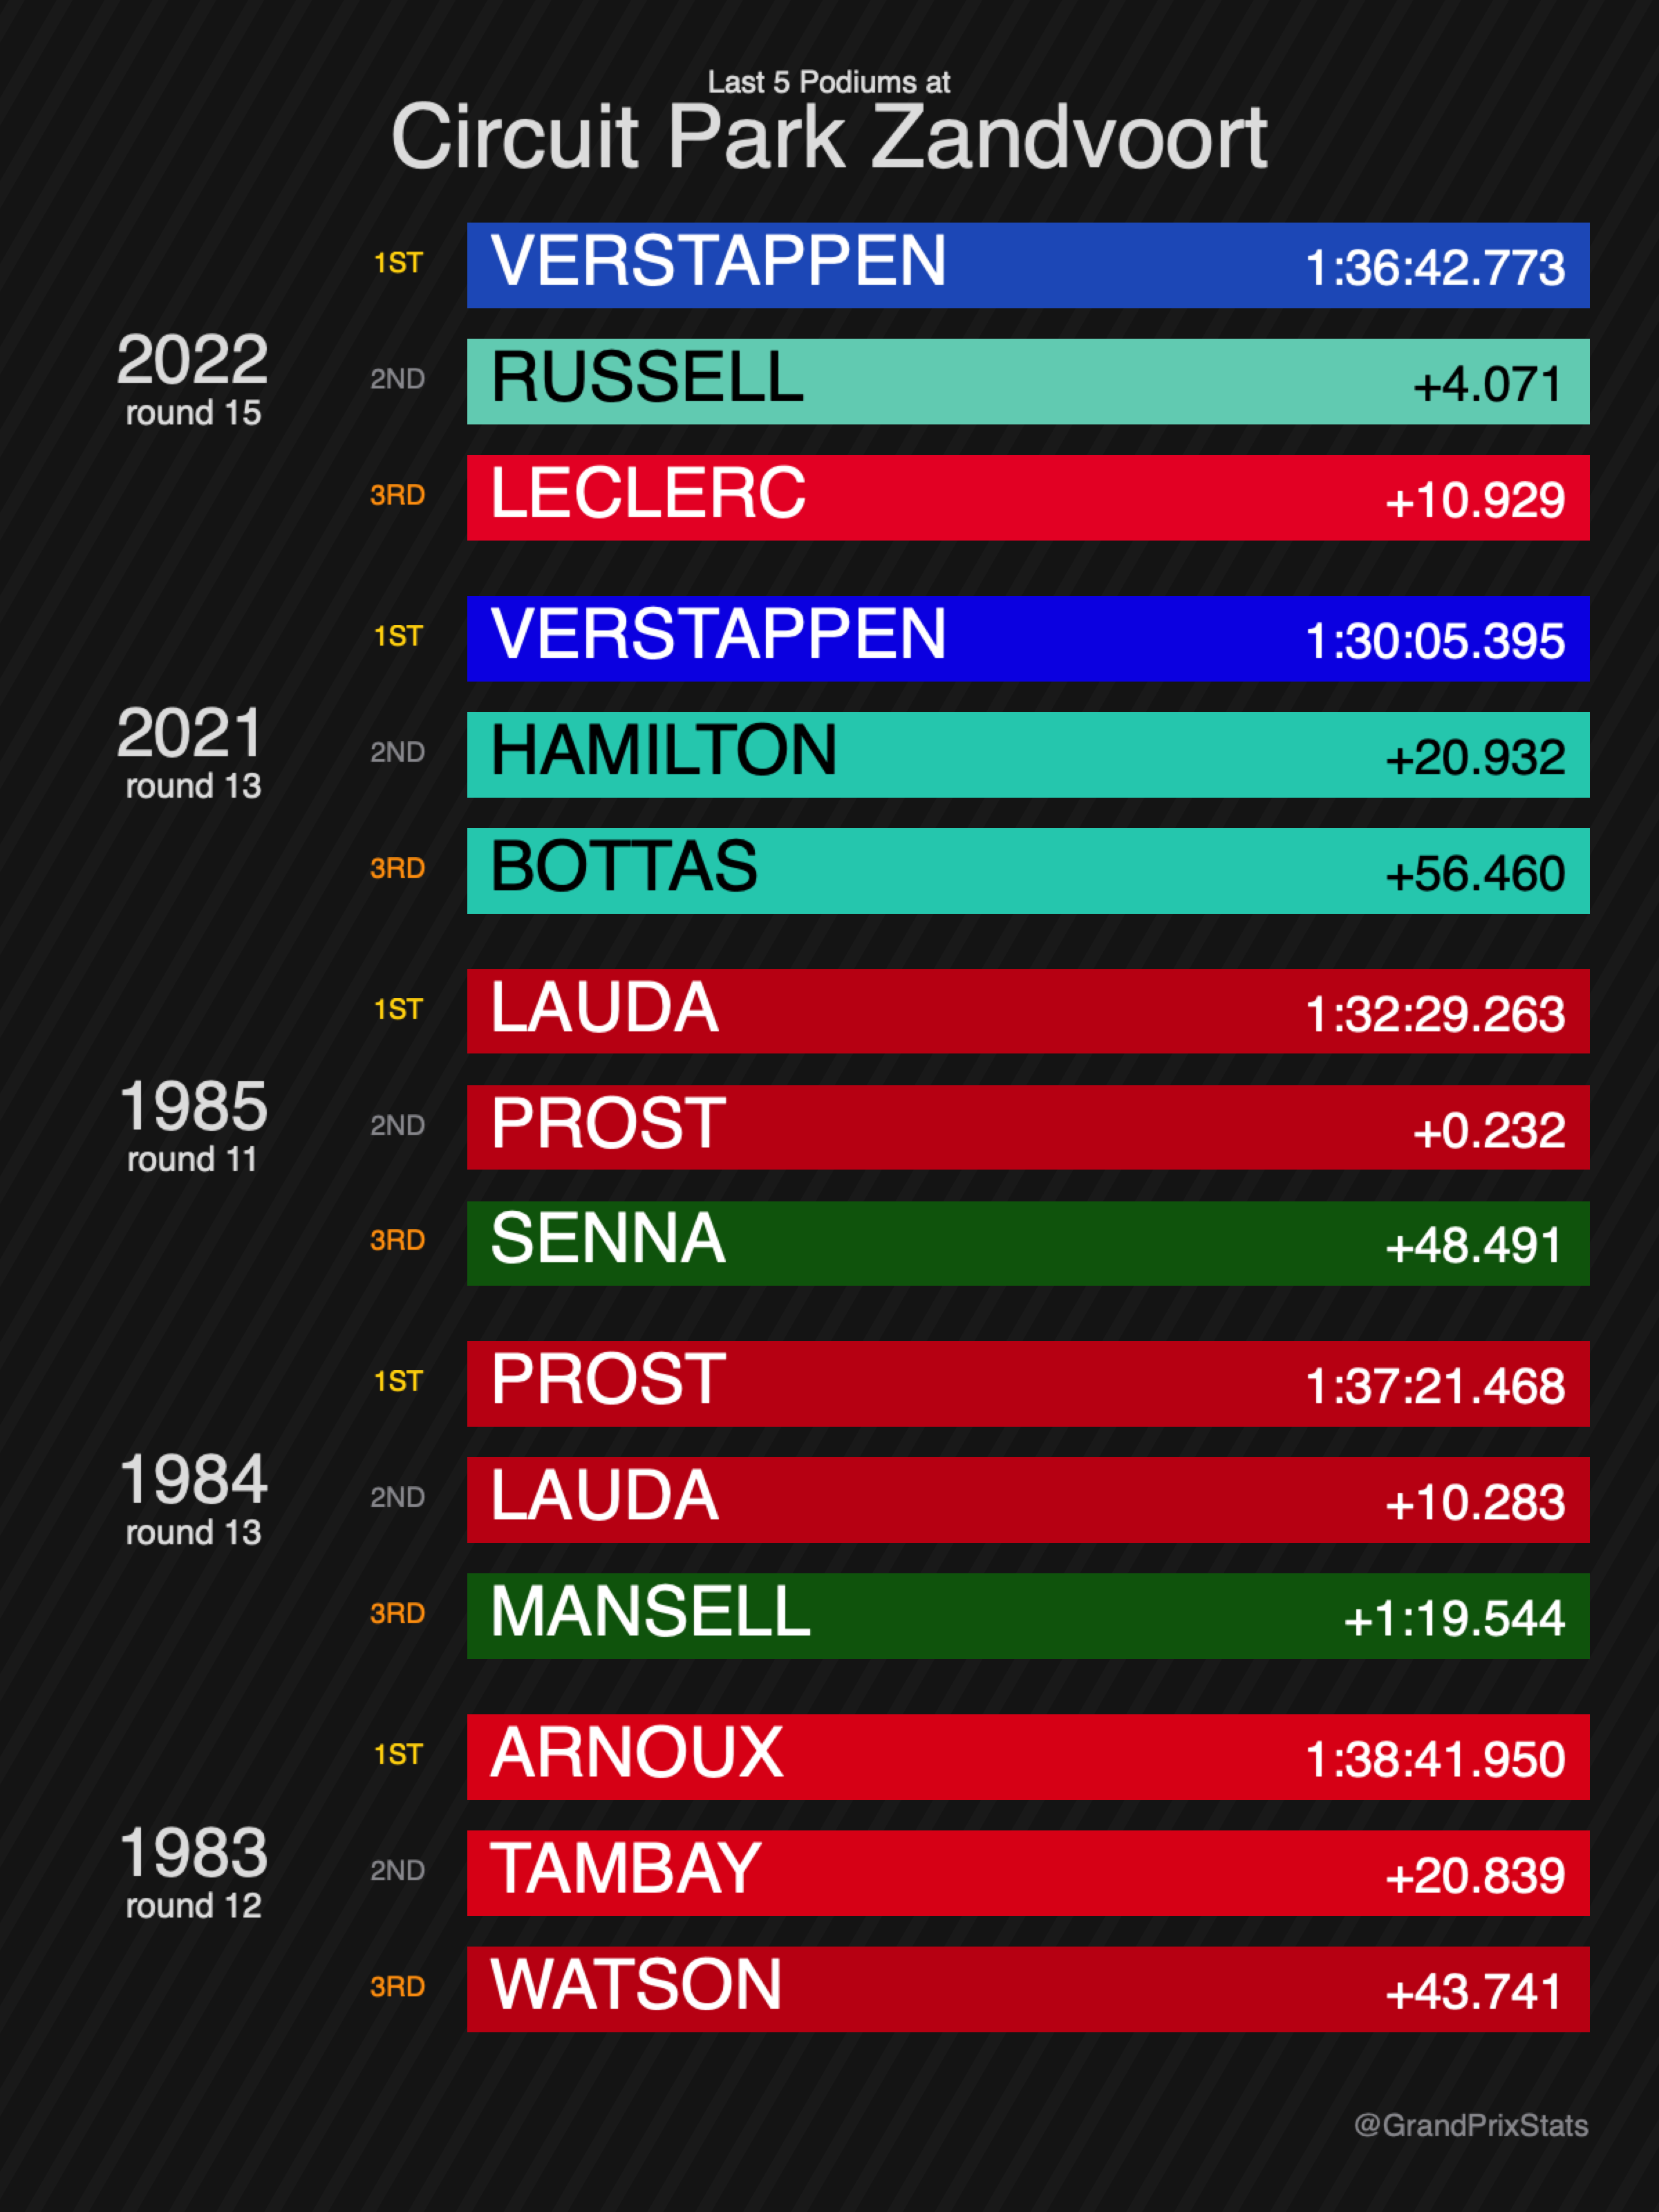 Last 5 Podiums at
Circuit Park Zandvoort
2022
round 15
1ST VERSTAPPEN 1:36:42.773
2ND RUSSELL +4.071
3RD LECLERC +10.929
2021
round 13
1ST VERSTAPPEN 1:30:05.395
2ND HAMILTON +20.932
3RD BOTTAS +56.460
1985
round 11
1ST LAUDA 1:32:29.263
2ND PROST +0.232
3RD SENNA +48.491
1984
round 13
1ST PROST 1:37:21.468
2ND LAUDA +10.283
3RD MANSELL +1:19.544
1983
round 12
1ST ARNOUX 1:38:41.950
2ND TAMBAY +20.839
3RD WATSON +43.741
@GrandPrixStats